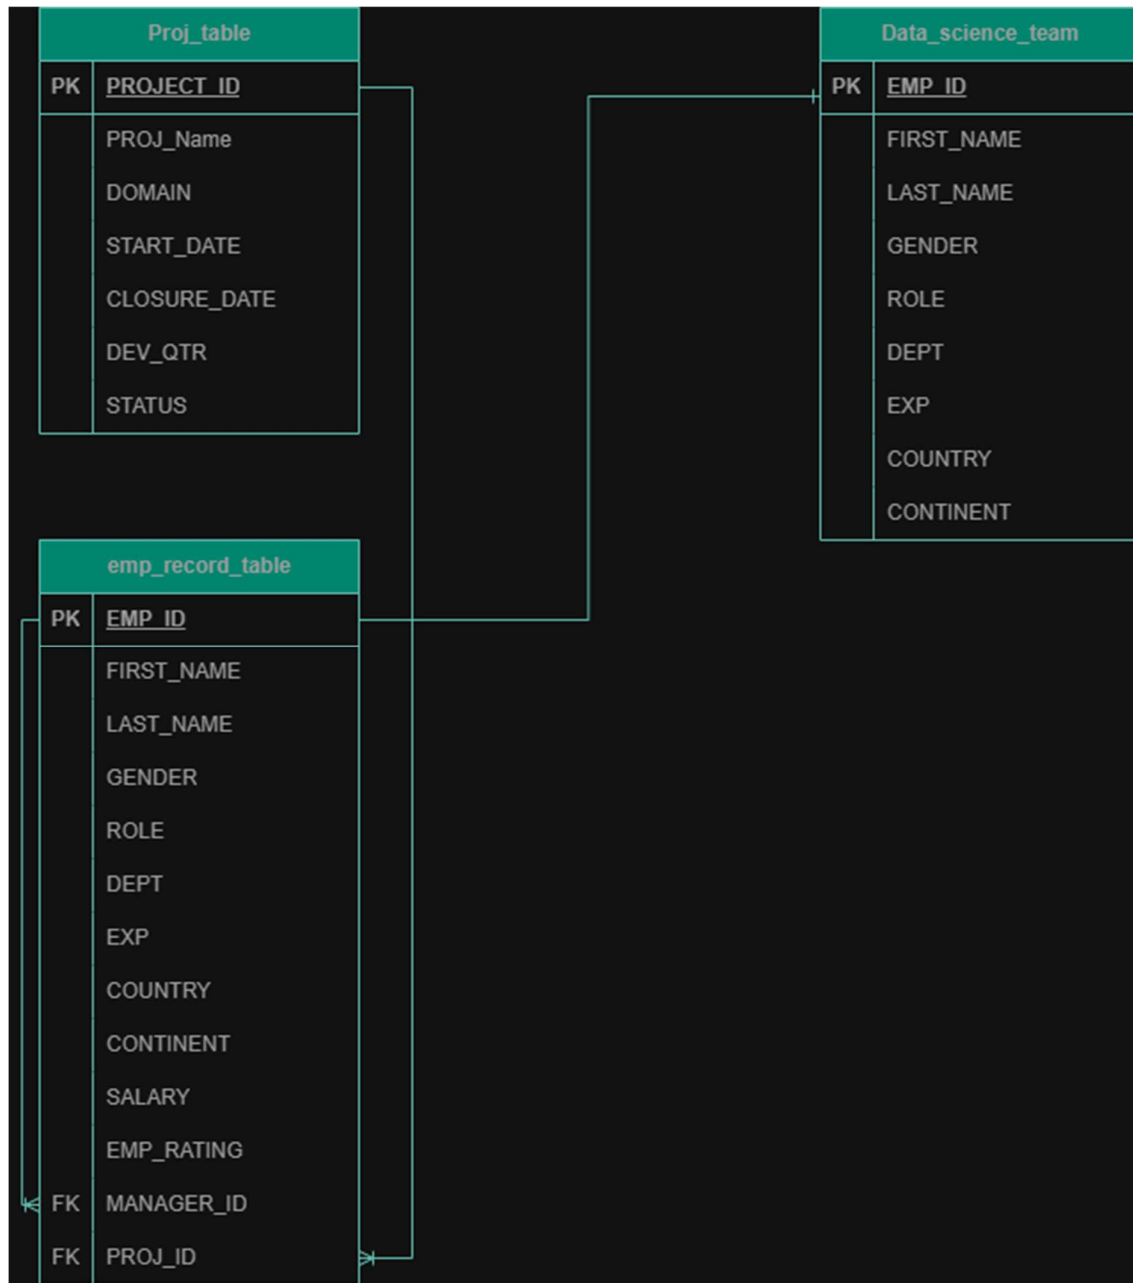 Proj_table
PK PROJECT_ID
PROJ_Name
DOMAIN
START_DATE
CLOSURE_DATE
DEV_QTR
STATUS
Data_science_team
PK EMP_ID
FIRST_NAME
LAST_NAME
GENDER
ROLE
DEPT
EXP
COUNTRY
CONTINENT
emp_record_table
PK EMP_ID
FIRST_NAME
LAST_NAME
GENDER
ROLE
DEPT
EXP
COUNTRY
CONTINENT
SALARY
EMP_RATING
FK MANAGER_ID
FK PROJ_ID